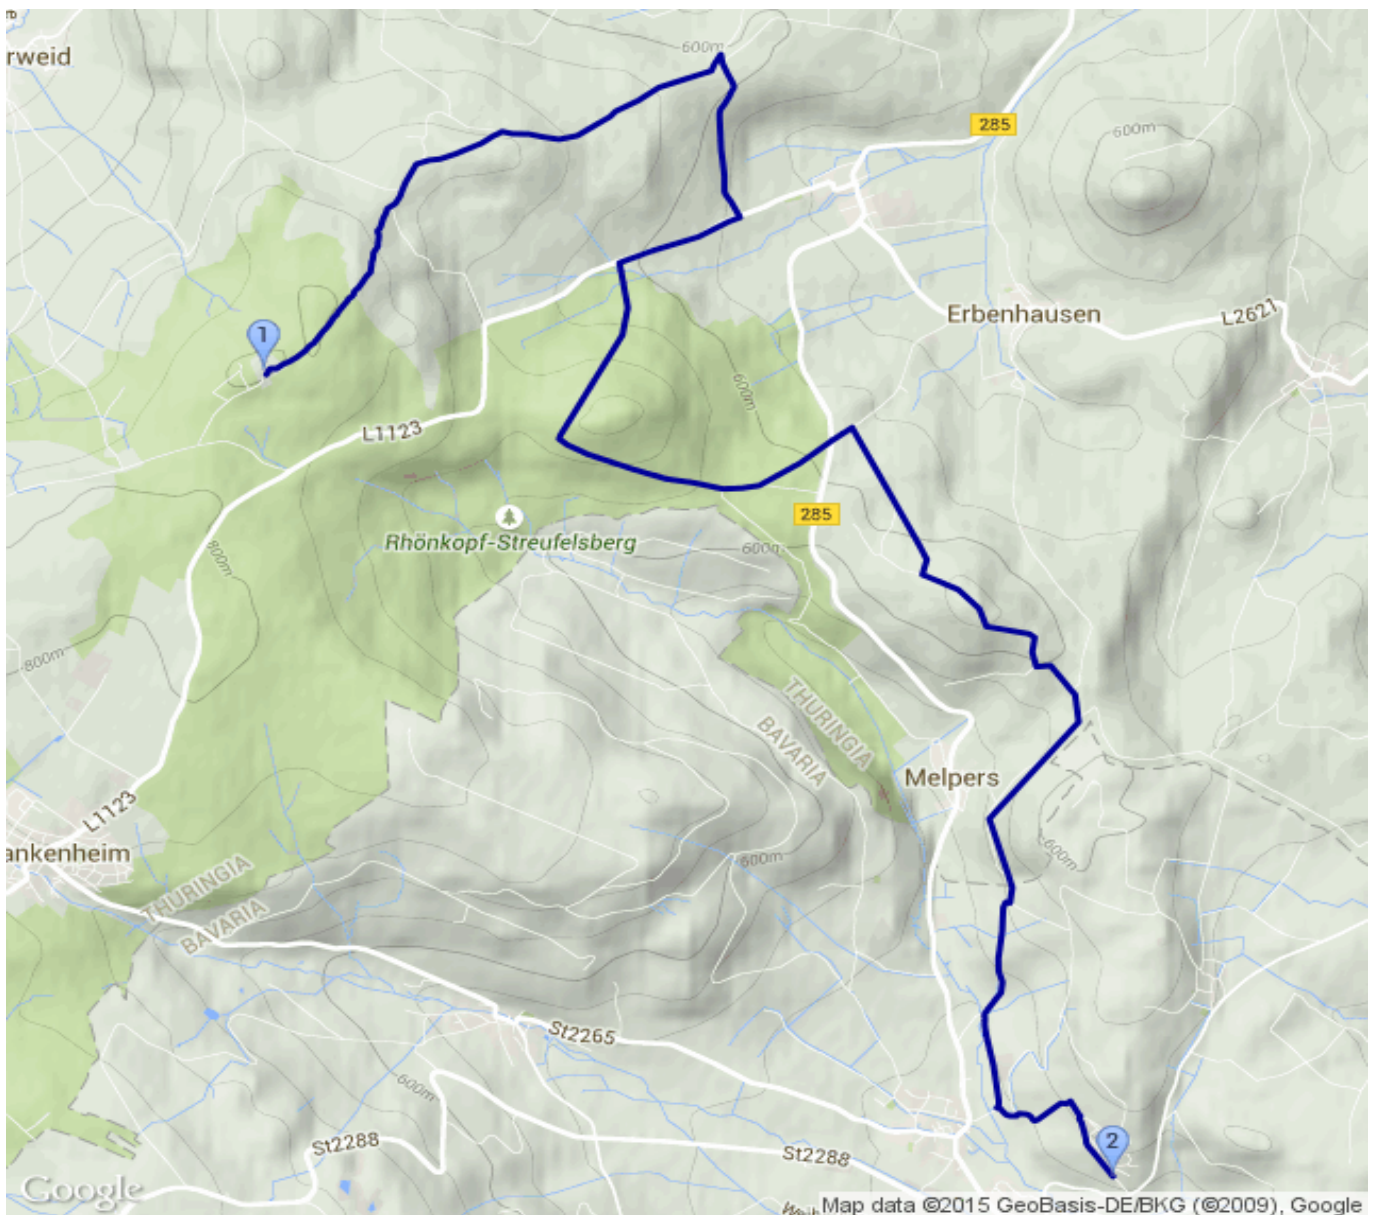 rweid
600m
285
600m
Erbenhausen
L2621
1
L1123
600m
285
Rhönkopf-Streufelsberg
600m
800m
800m
THURINGIA
BAVARIA
Melpers
L1123
ankenheim
600m
600m
THURINGIA
BAVARIA
St2265
600m
St2288
St2288
2
Google
Map data ©2015 GeoBasis-DE/BKG (©2009), Google